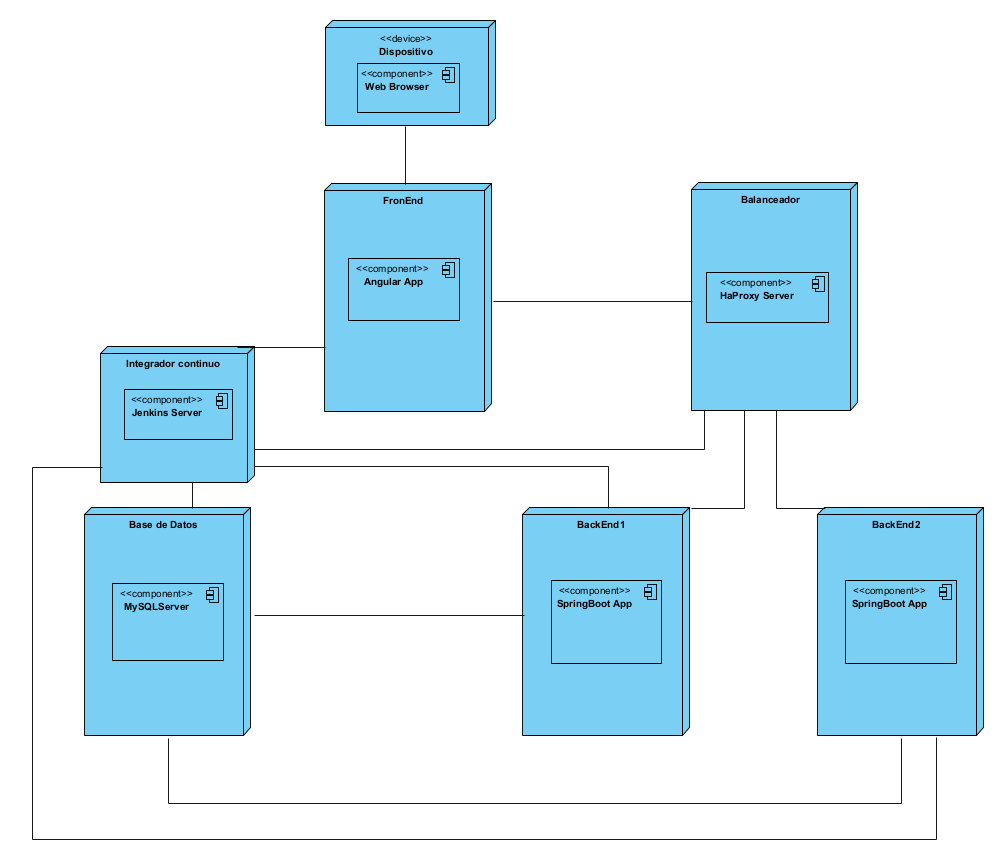 <<device>>
Dispositivo
<<component>>
Web Browser
FronEnd
<<component>>
Angular App
Balanceador
<<component>>
HaProxy Server
Integrador continuo
<<component>>
Jenkins Server
Base de Datos
<<component>>
MySQLServer
BackEnd1
<<component>>
SpringBoot App
BackEnd2
<<component>>
SpringBoot App